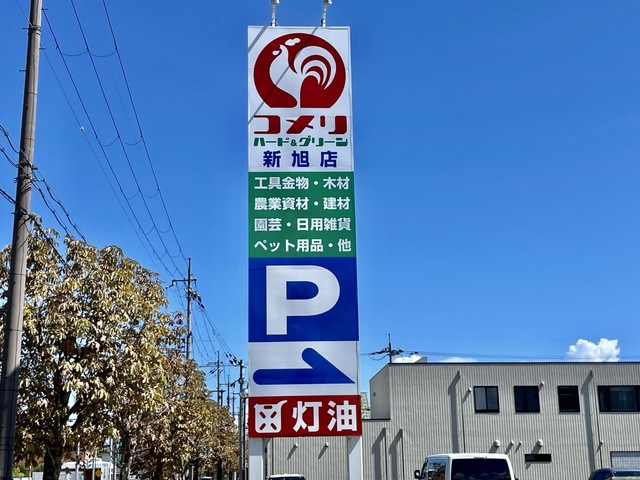 コメリ
ハード&グリーン
新旭店
工具金物・木材
農業資材・建材
園芸・日用雑貨
ペット用品・他
P
灯油